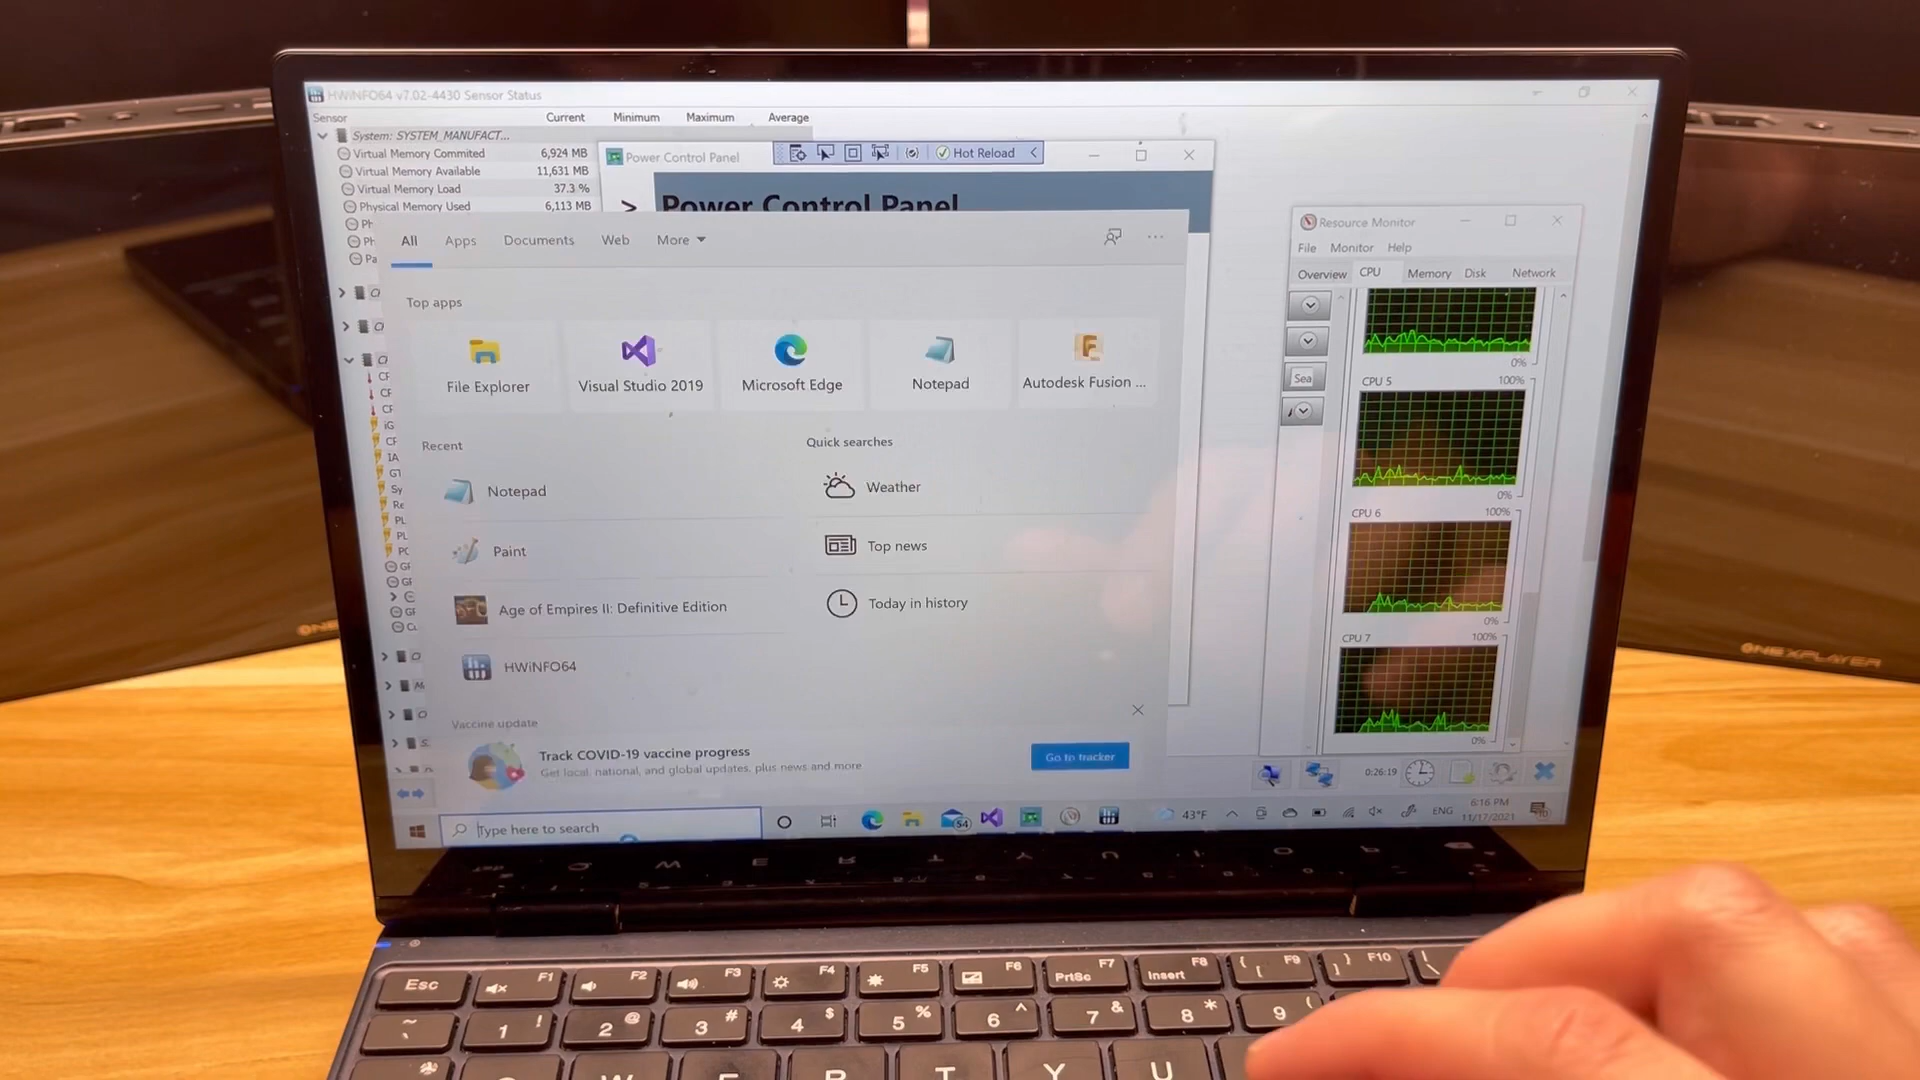 HWiNFO64 v7.02-4430 Sensor Status
Sensor Current Minimum Maximum Average
System: SYSTEM_MANUFACT...
Virtual Memory Commited 6,924 MB
Virtual Memory Available 11,631 MB
Virtual Memory Load 37.3 %
Physical Memory Used 6,113 MB
Power Control Panel
Hot Reload
> Power Control Panel
All Apps Documents Web More
Top apps
File Explorer
Visual Studio 2019
Microsoft Edge
Notepad
Autodesk Fusion ...
Recent
Notepad
Paint
Age of Empires II: Definitive Edition
HWiNFO64
Quick searches
Weather
Top news
Today in history
Vaccine update
Track COVID-19 vaccine progress
Get local, national, and global updates, plus news and more
Go to tracker
Type here to search
Resource Monitor
File Monitor Help
Overview CPU Memory Disk Network
Sea
0%
CPU 5 100%
0%
CPU 6 100%
0%
CPU 7 100%
0%
0:26:19
54
43°F
ENG
6:16 PM
11/17/2021
ONEXPLAYER
Esc F1 F2 F3 F4 F5 F6 PrtSc F7 Insert F8 { [ F9 } ] F10
~ 1 ! 2 @ 3 # 4 $ 5 % 6 ^ 7 & 8 * 9 (
T Y U